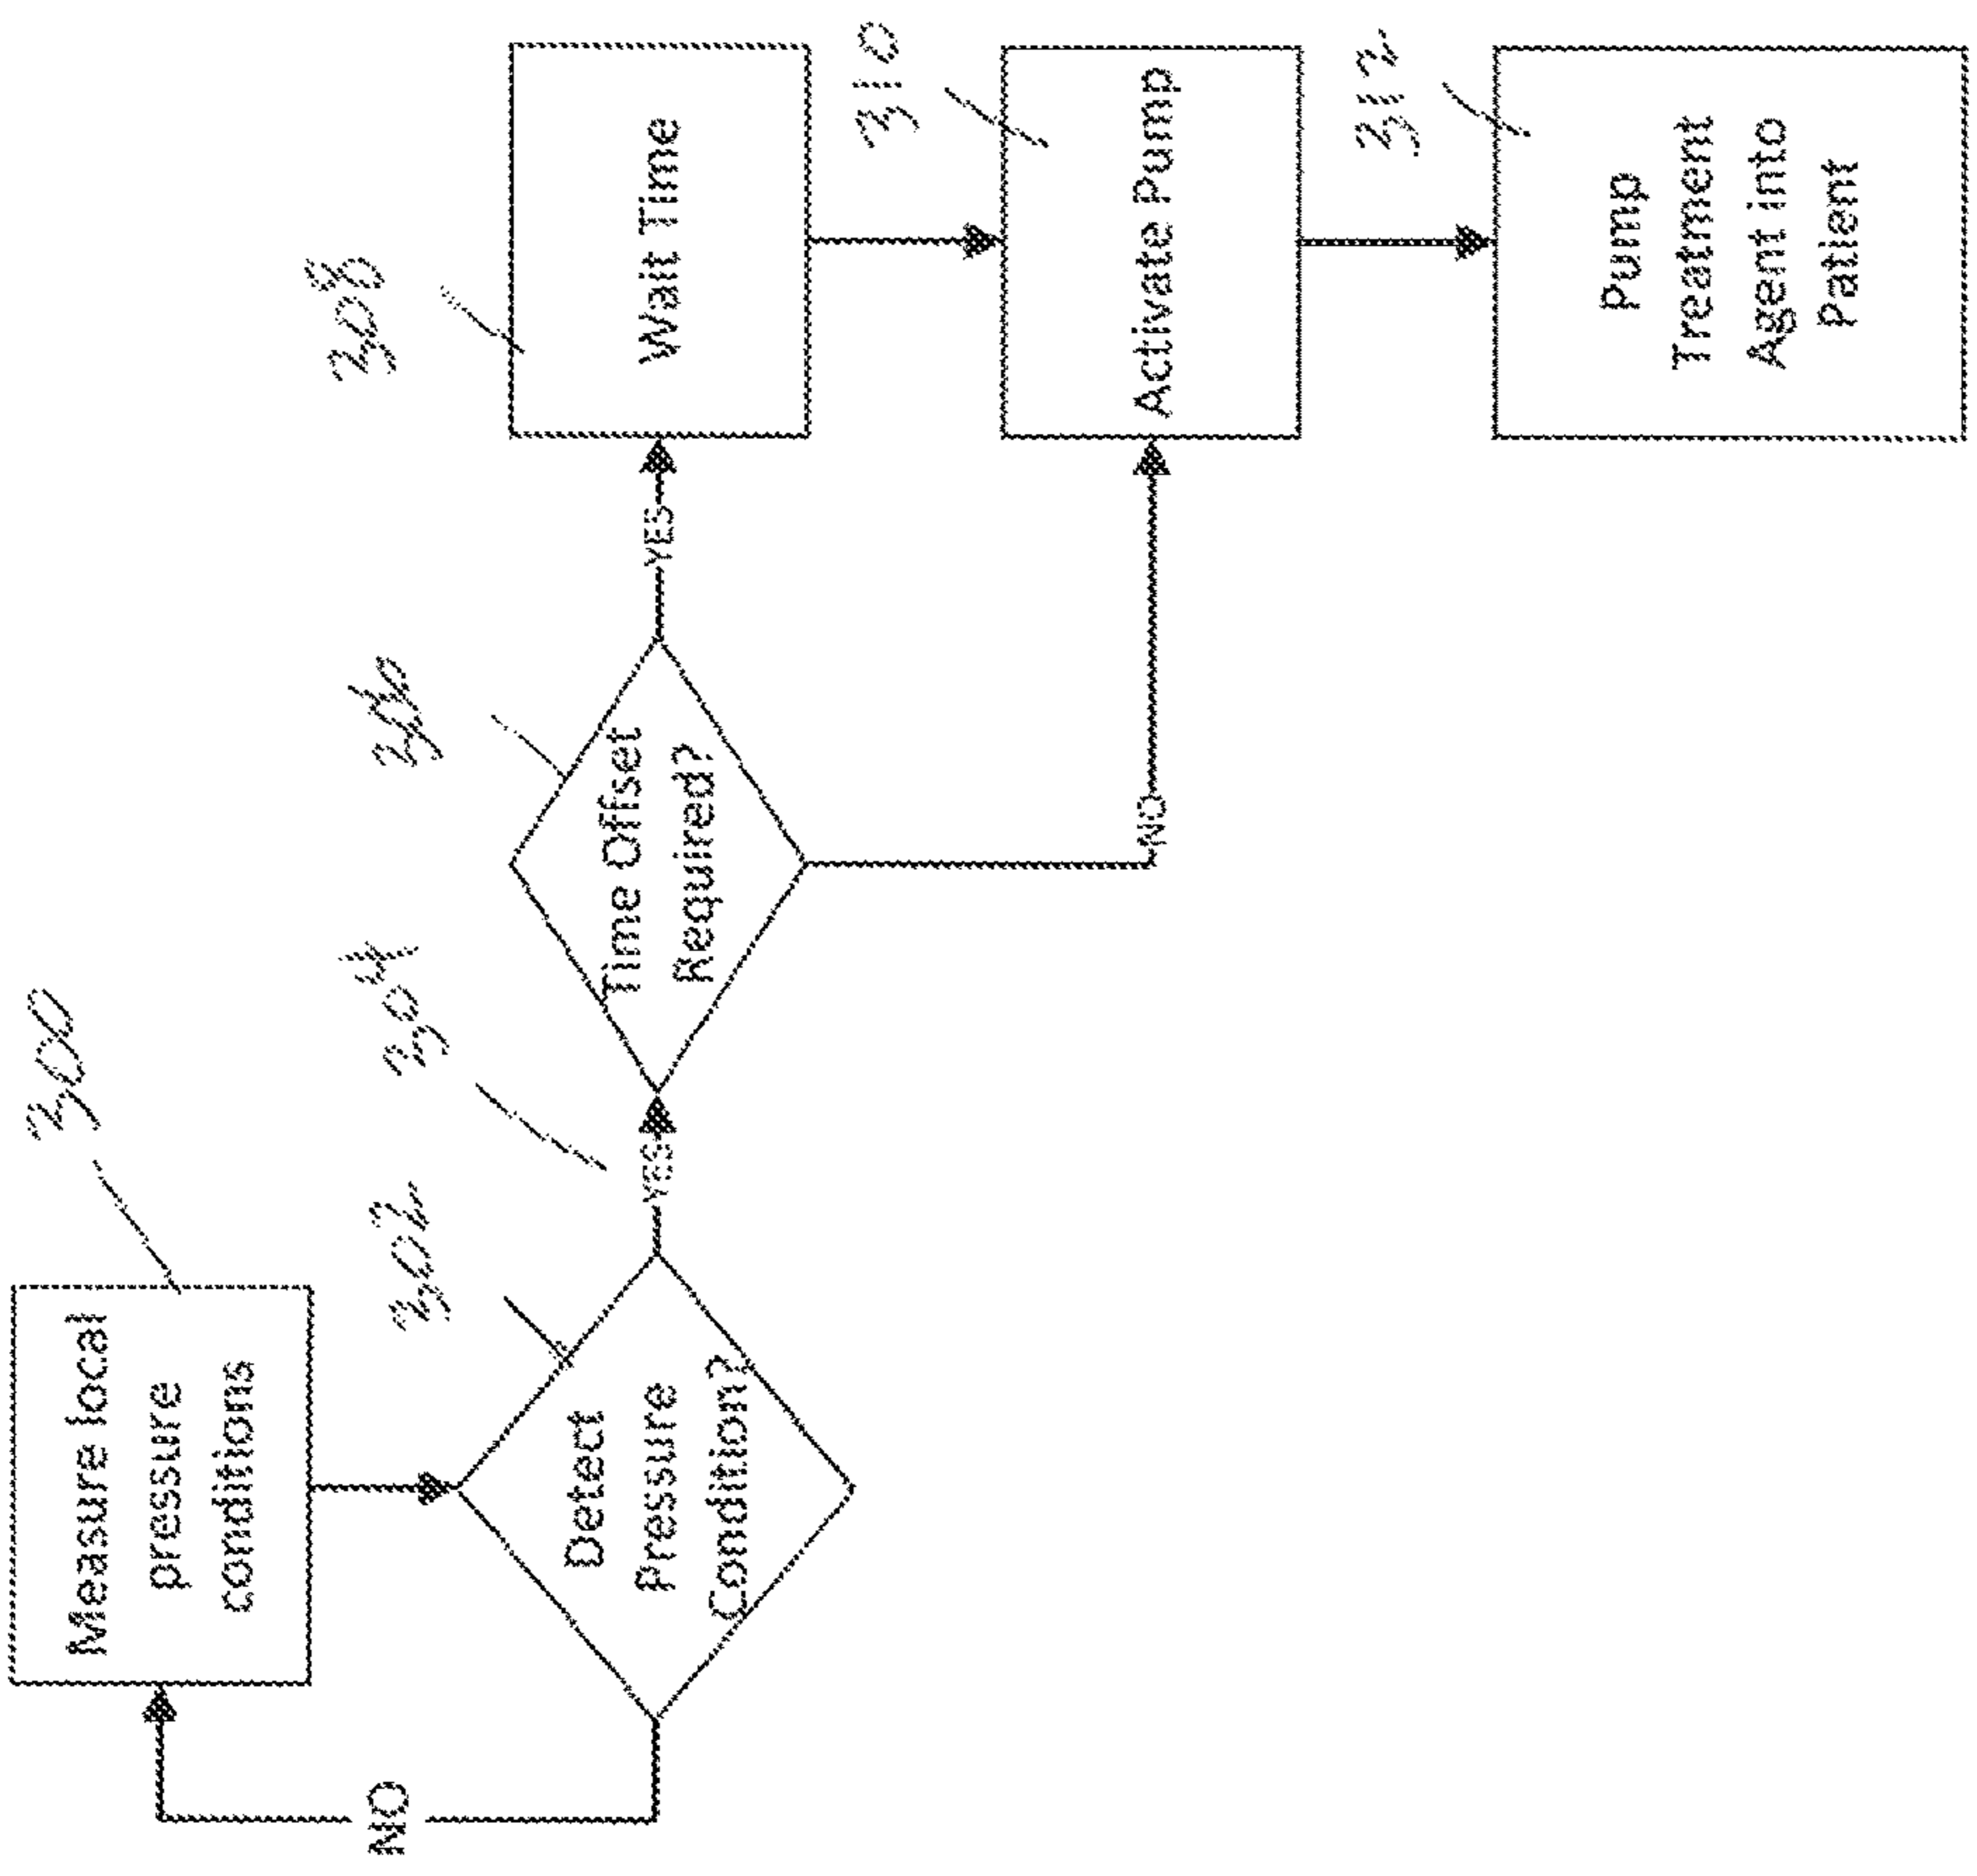 300
Measure local
pressure
conditions
NO
302
Detect
Pressure
Condition?
304
YES
306
Time Offset
Required?
YES
NO
308
Wait Time
310
Activate Pump
312
Pump
Treatment
Agent into
Patient